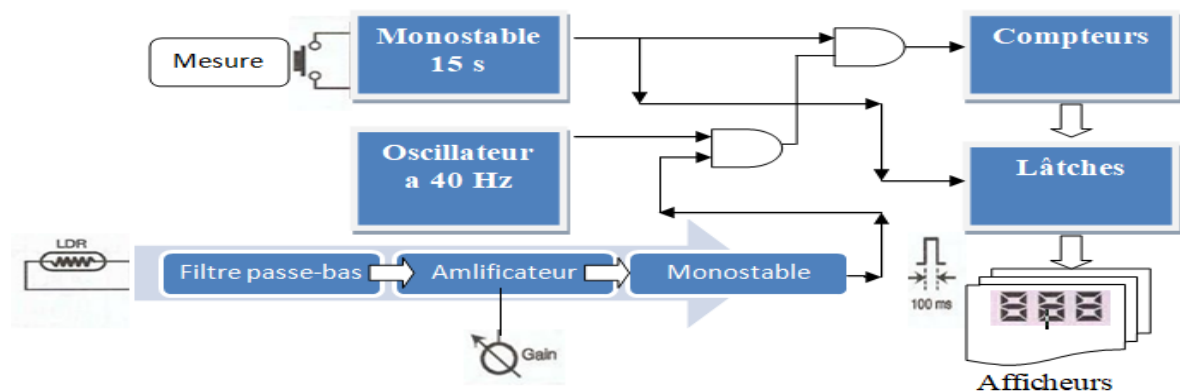 Mesure
Monostable
15 s
Compteurs
Oscillateur
a 40 Hz
Lâtches
LDR
Filtre passe-bas
Amlificateur
Monostable
100 ms
Gain
Afficheurs